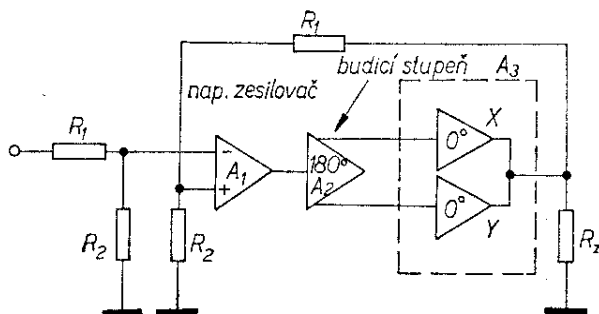 R₁
budicí stupeň A₃
nap. zesilovač
R₁
-
A₁
+
180°
A₂
0° X
0° Y
R₂
R₂
R₂